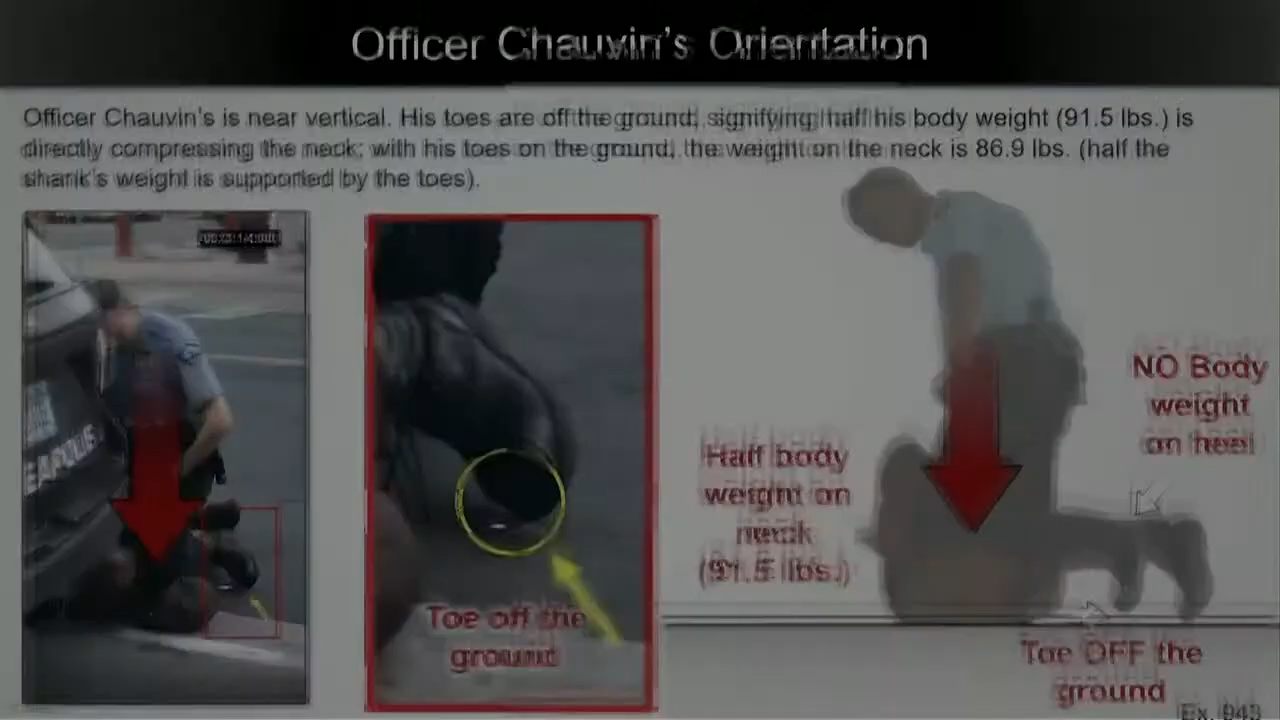 Officer Chauvin's Orientation
Officer Chauvin's is near vertical. His toes are off the ground, signifying half his body weight (91.5 lbs.) is
directly compressing the neck; with his toes on the ground, the weight on the neck is 86.9 lbs. (half the
shank's weight is supported by the toes).
Toe off the
ground
Half body
weight on
neck
(91.5 lbs.)
NO Body
weight
on heel
Toe OFF the
ground
Ex. 943